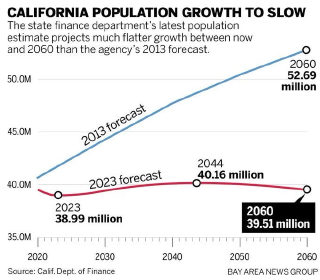 CALIFORNIA POPULATION GROWTH TO SLOW
The state finance department's latest population
estimate projects much flatter growth between now
and 2060 than the agency's 2013 forecast.
2060
52.69
million
50.0M
2013 forecast
45.0M
2044
40.16 million
2023 forecast
40.0M
2023
38.99 million
2060
39.51 million
35.0M
2020 2030 2040 2050 2060
Source: Calif. Dept. of Finance BAY AREA NEWS GROUP